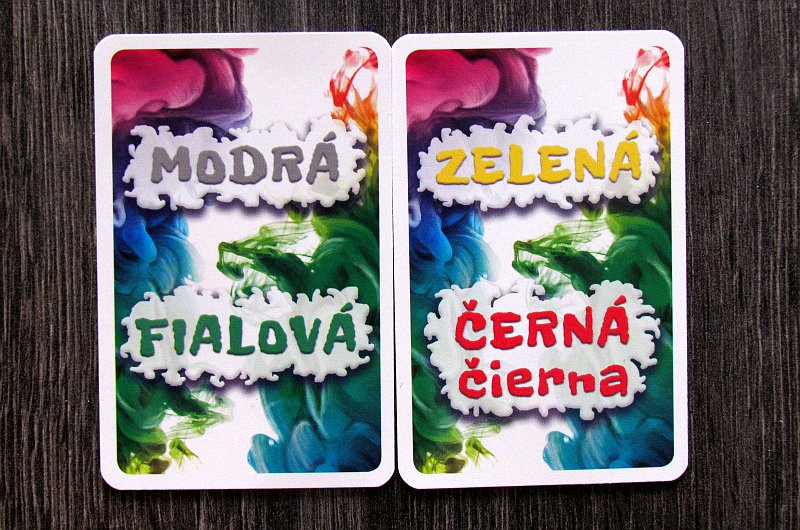 MODRÁ
FIALOVÁ
ZELENÁ
ČERNÁ
čierna